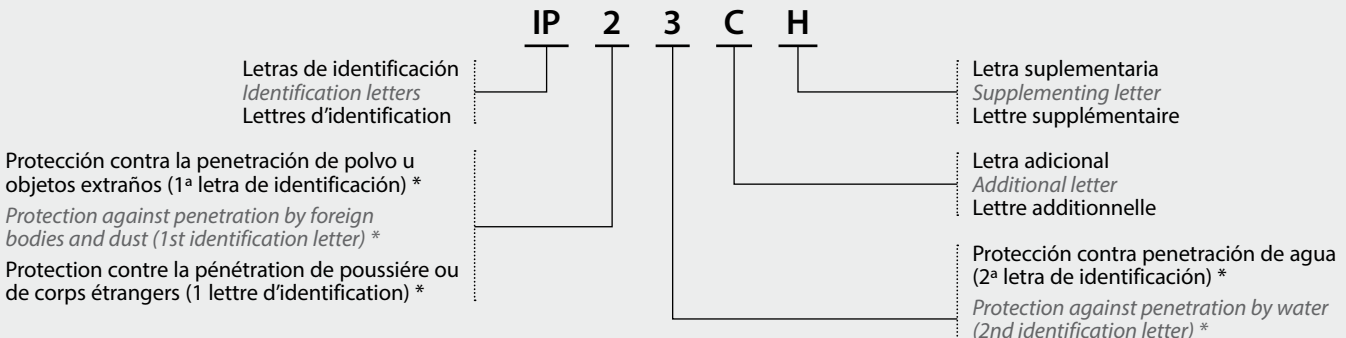 IP 2 3 C H
Letras de identificación
Identification letters
Lettres d’identification
Protección contra la penetración de polvo u
objetos extraños (1ª letra de identificación) *
Protection against penetration by foreign
bodies and dust (1st identification letter) *
Protection contre la pénétration de poussiére ou
de corps étrangers (1 lettre d’identification) *
Letra suplementaria
Supplementing letter
Lettre supplémentaire
Letra adicional
Additional letter
Lettre additionnelle
Protección contra penetración de agua
(2ª letra de identificación) *
Protection against penetration by water
(2nd identification letter) *